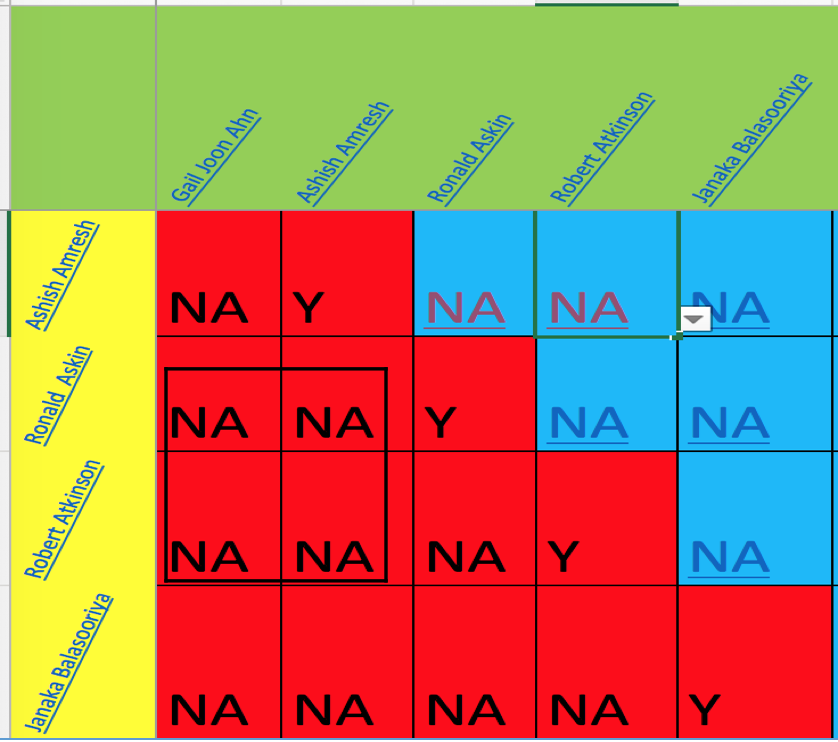 Gail Joon Ahn Ashish Amresh Ronald Askin Robert Atkinson Janaka Balasooriya
Ashish Amresh NA Y NA NA NA
Ronald Askin NA NA Y NA NA
Robert Atkinson NA NA NA Y NA
Janaka Balasooriya NA NA NA NA Y